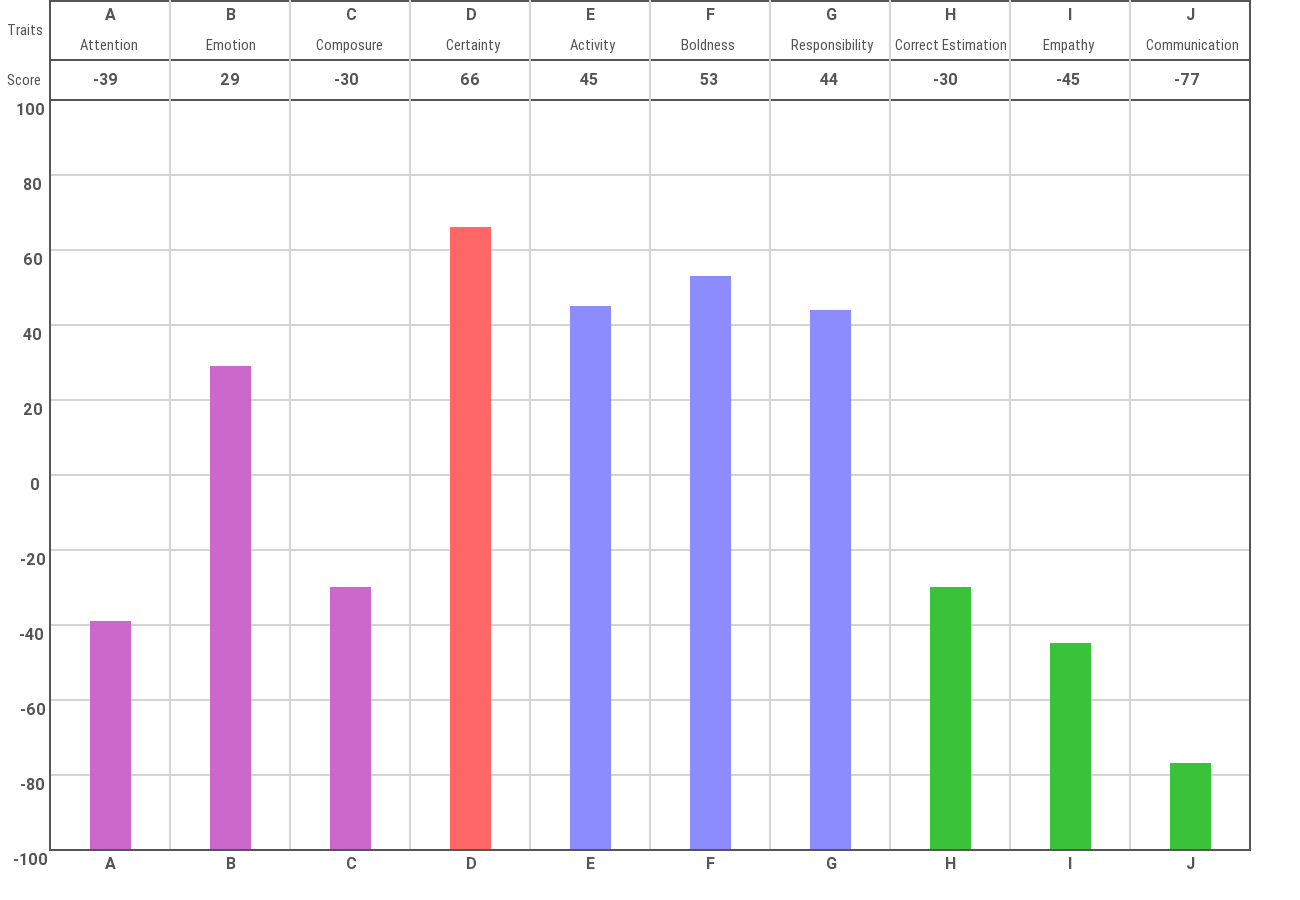 A B C D E F G H I J
Traits
Attention Emotion Composure Certainty Activity Boldness Responsibility Correct Estimation Empathy Communication
Score -39 29 -30 66 45 53 44 -30 -45 -77
100
80
60
40
20
0
-20
-40
-60
-80
-100
A B C D E F G H I J